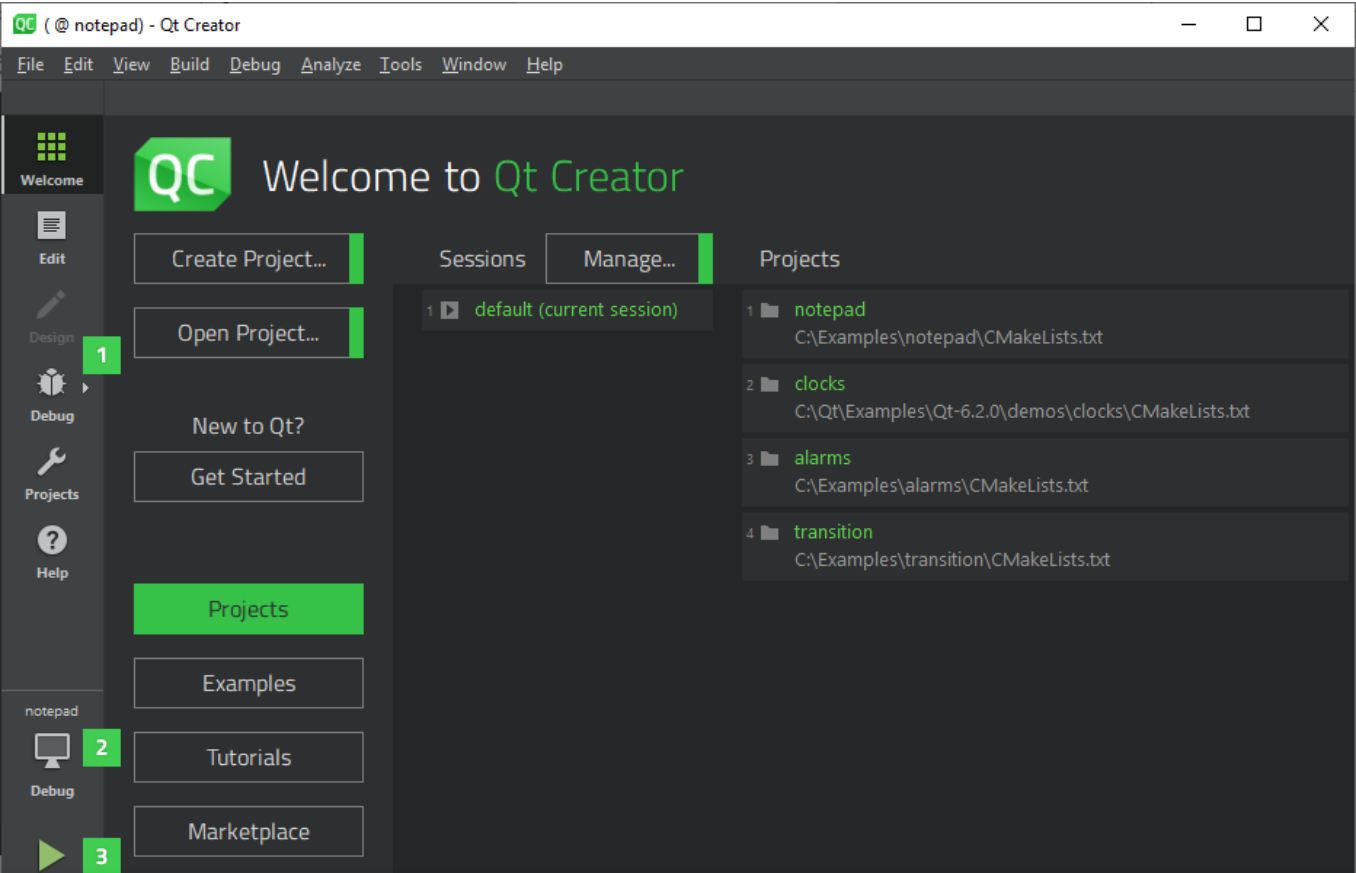 QC ( @ notepad) - Qt Creator
File Edit View Build Debug Analyze Tools Window Help
Welcome
Edit
Design
1
Debug
Projects
Help
notepad
2
Debug
3
QC Welcome to Qt Creator
Create Project...
Open Project...
New to Qt?
Get Started
Projects
Examples
Tutorials
Marketplace
Sessions Manage...
1 default (current session)
Projects
1 notepad
C:\Examples\notepad\CMakeLists.txt
2 clocks
C:\Qt\Examples\Qt-6.2.0\demos\clocks\CMakeLists.txt
3 alarms
C:\Examples\alarms\CMakeLists.txt
4 transition
C:\Examples\transition\CMakeLists.txt